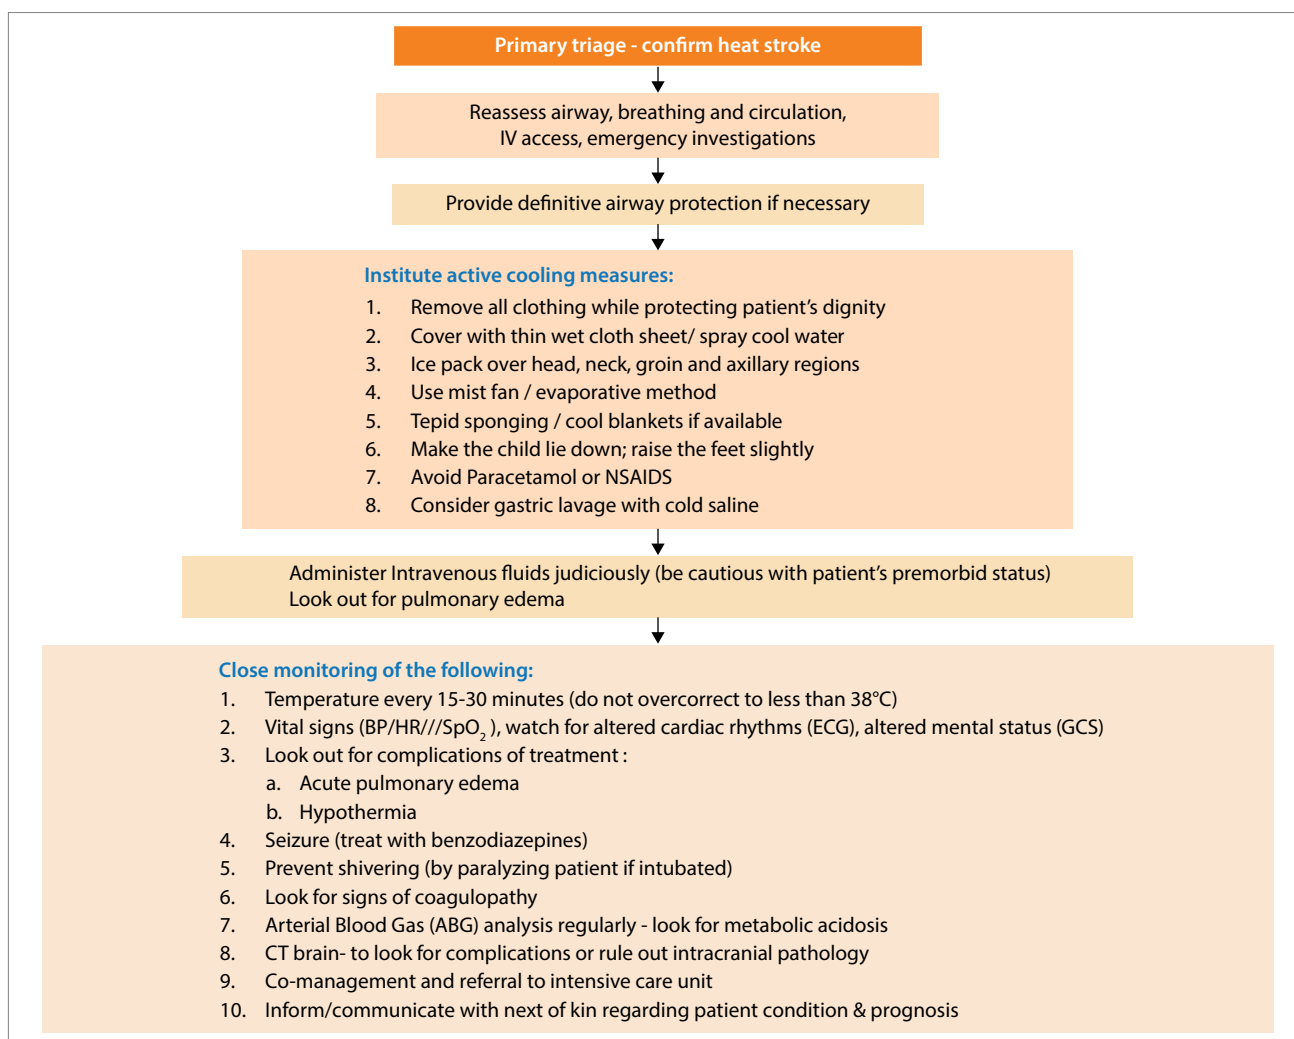 Primary triage - confirm heat stroke
Reassess airway, breathing and circulation,
IV access, emergency investigations
Provide definitive airway protection if necessary
Institute active cooling measures:
1. Remove all clothing while protecting patient’s dignity
2. Cover with thin wet cloth sheet/ spray cool water
3. Ice pack over head, neck, groin and axillary regions
4. Use mist fan / evaporative method
5. Tepid sponging / cool blankets if available
6. Make the child lie down; raise the feet slightly
7. Avoid Paracetamol or NSAIDS
8. Consider gastric lavage with cold saline
Administer Intravenous fluids judiciously (be cautious with patient’s premorbid status)
Look out for pulmonary edema
Close monitoring of the following:
1. Temperature every 15-30 minutes (do not overcorrect to less than 38°C)
2. Vital signs (BP/HR///SpO₂ ), watch for altered cardiac rhythms (ECG), altered mental status (GCS)
3. Look out for complications of treatment :
a. Acute pulmonary edema
b. Hypothermia
4. Seizure (treat with benzodiazepines)
5. Prevent shivering (by paralyzing patient if intubated)
6. Look for signs of coagulopathy
7. Arterial Blood Gas (ABG) analysis regularly - look for metabolic acidosis
8. CT brain- to look for complications or rule out intracranial pathology
9. Co-management and referral to intensive care unit
10. Inform/communicate with next of kin regarding patient condition & prognosis